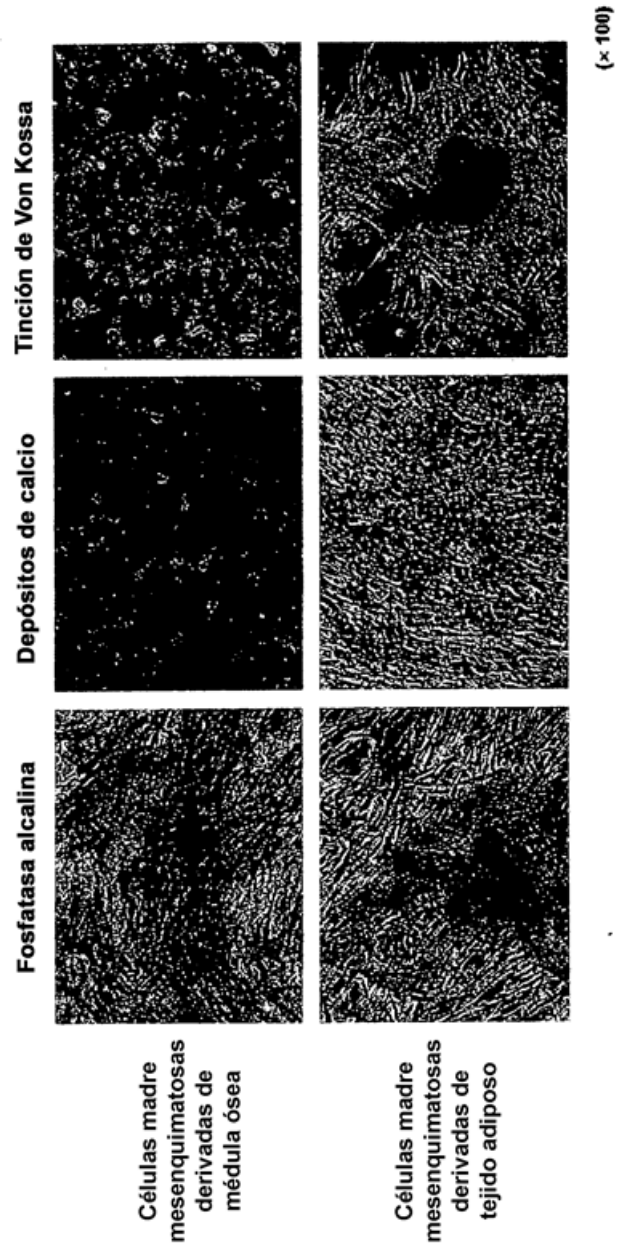 Fosfatasa alcalina
Depósitos de calcio
Tinción de Von Kossa
Células madre
mesenquimatosas
derivadas de
médula ósea
Células madre
mesenquimatosas
derivadas de
tejido adiposo
(× 100)